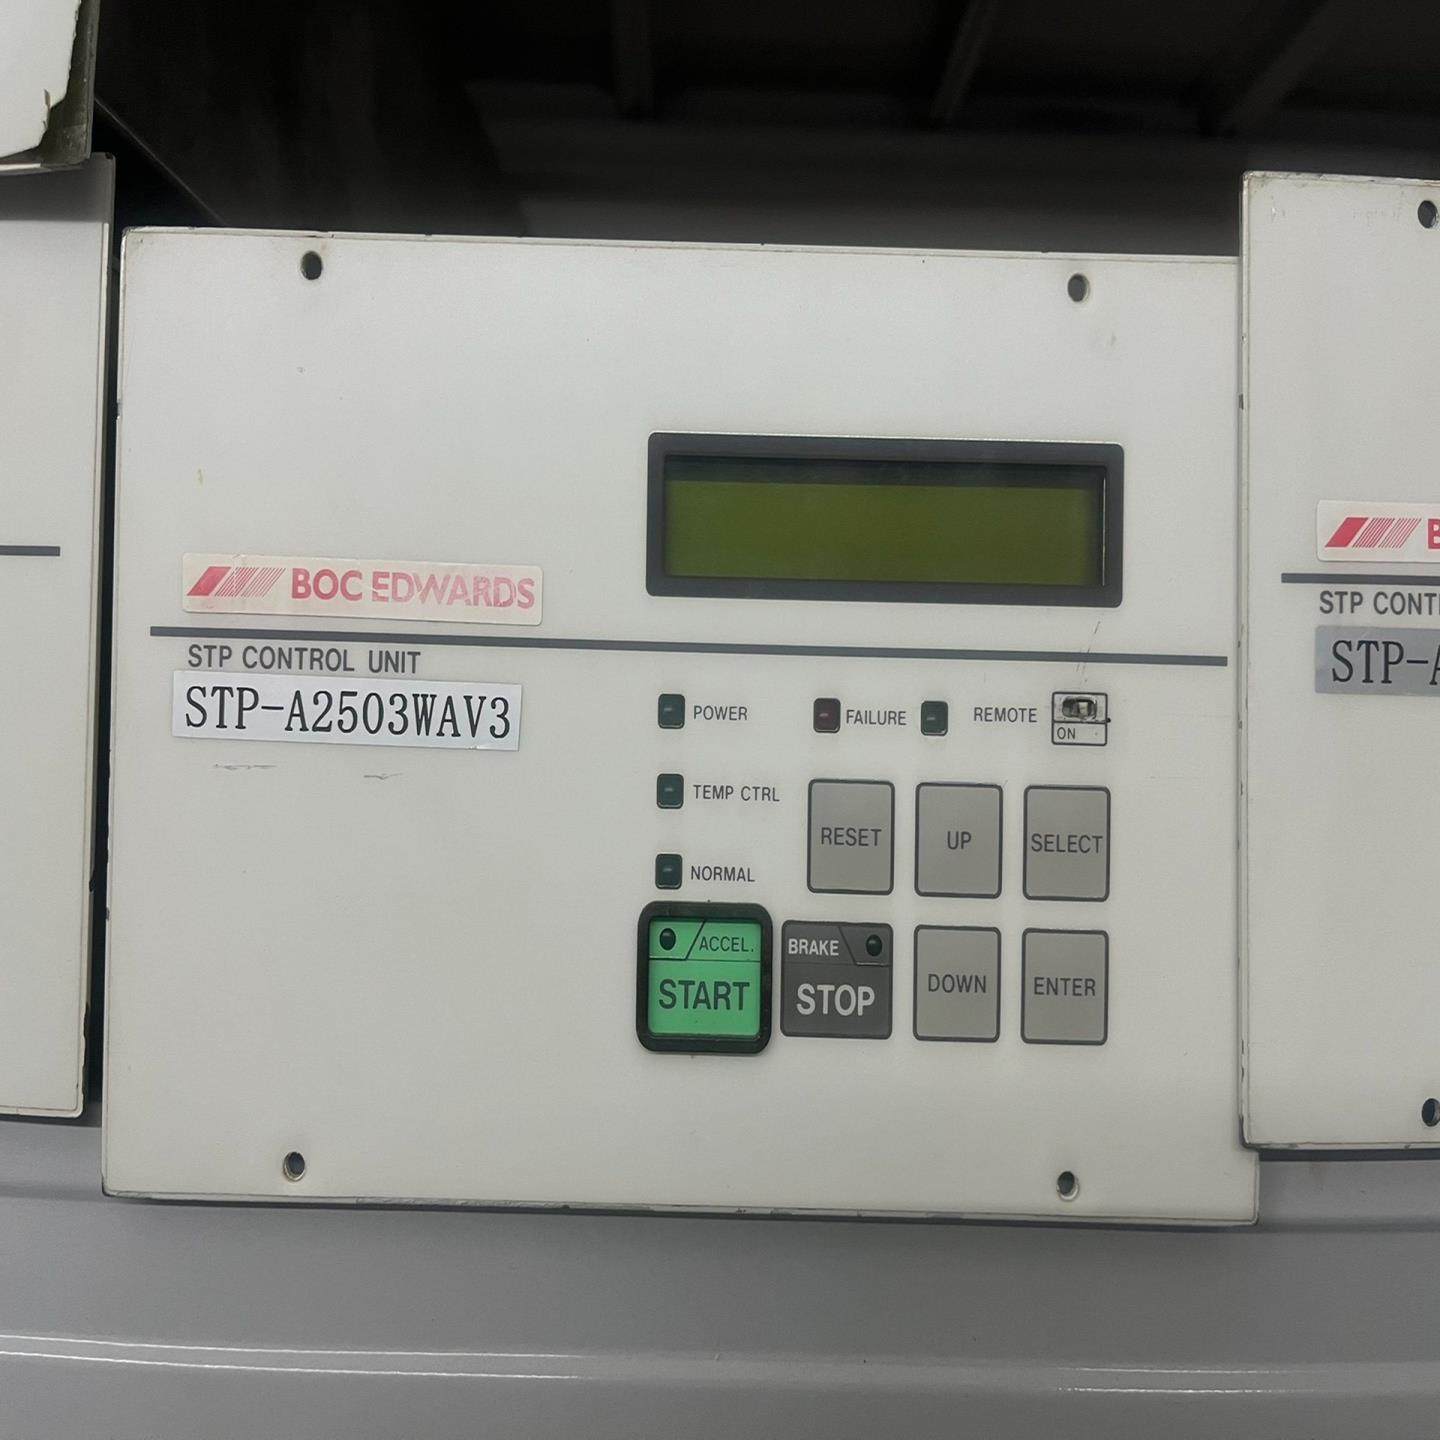 BOC EDWARDS
STP CONTROL UNIT
STP-A2503WAV3
POWER
FAILURE
REMOTE
ON
TEMP CTRL
NORMAL
RESET
UP
SELECT
ACCEL.
START
BRAKE
STOP
DOWN
ENTER
B
STP CONT
STP-A